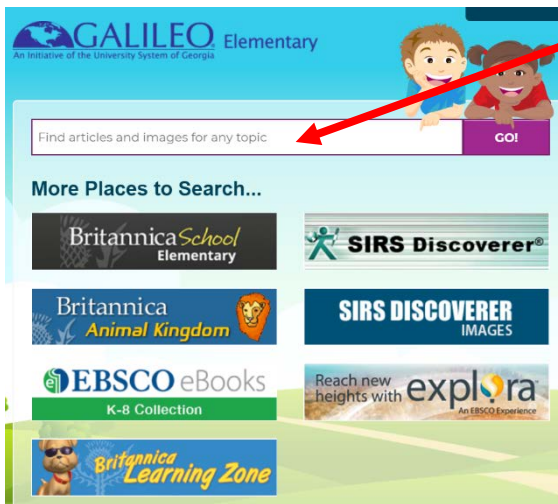 GALILEO Elementary
An Initiative of the University System of Georgia
Find articles and images for any topic
GO!
More Places to Search...
Britannica School
Elementary
SIRS Discoverer®
Britannica
Animal Kingdom
SIRS DISCOVERER
IMAGES
EBSCO eBooks
K-8 Collection
Reach new
heights with explora
An EBSCO Experience
Britannica
Learning Zone